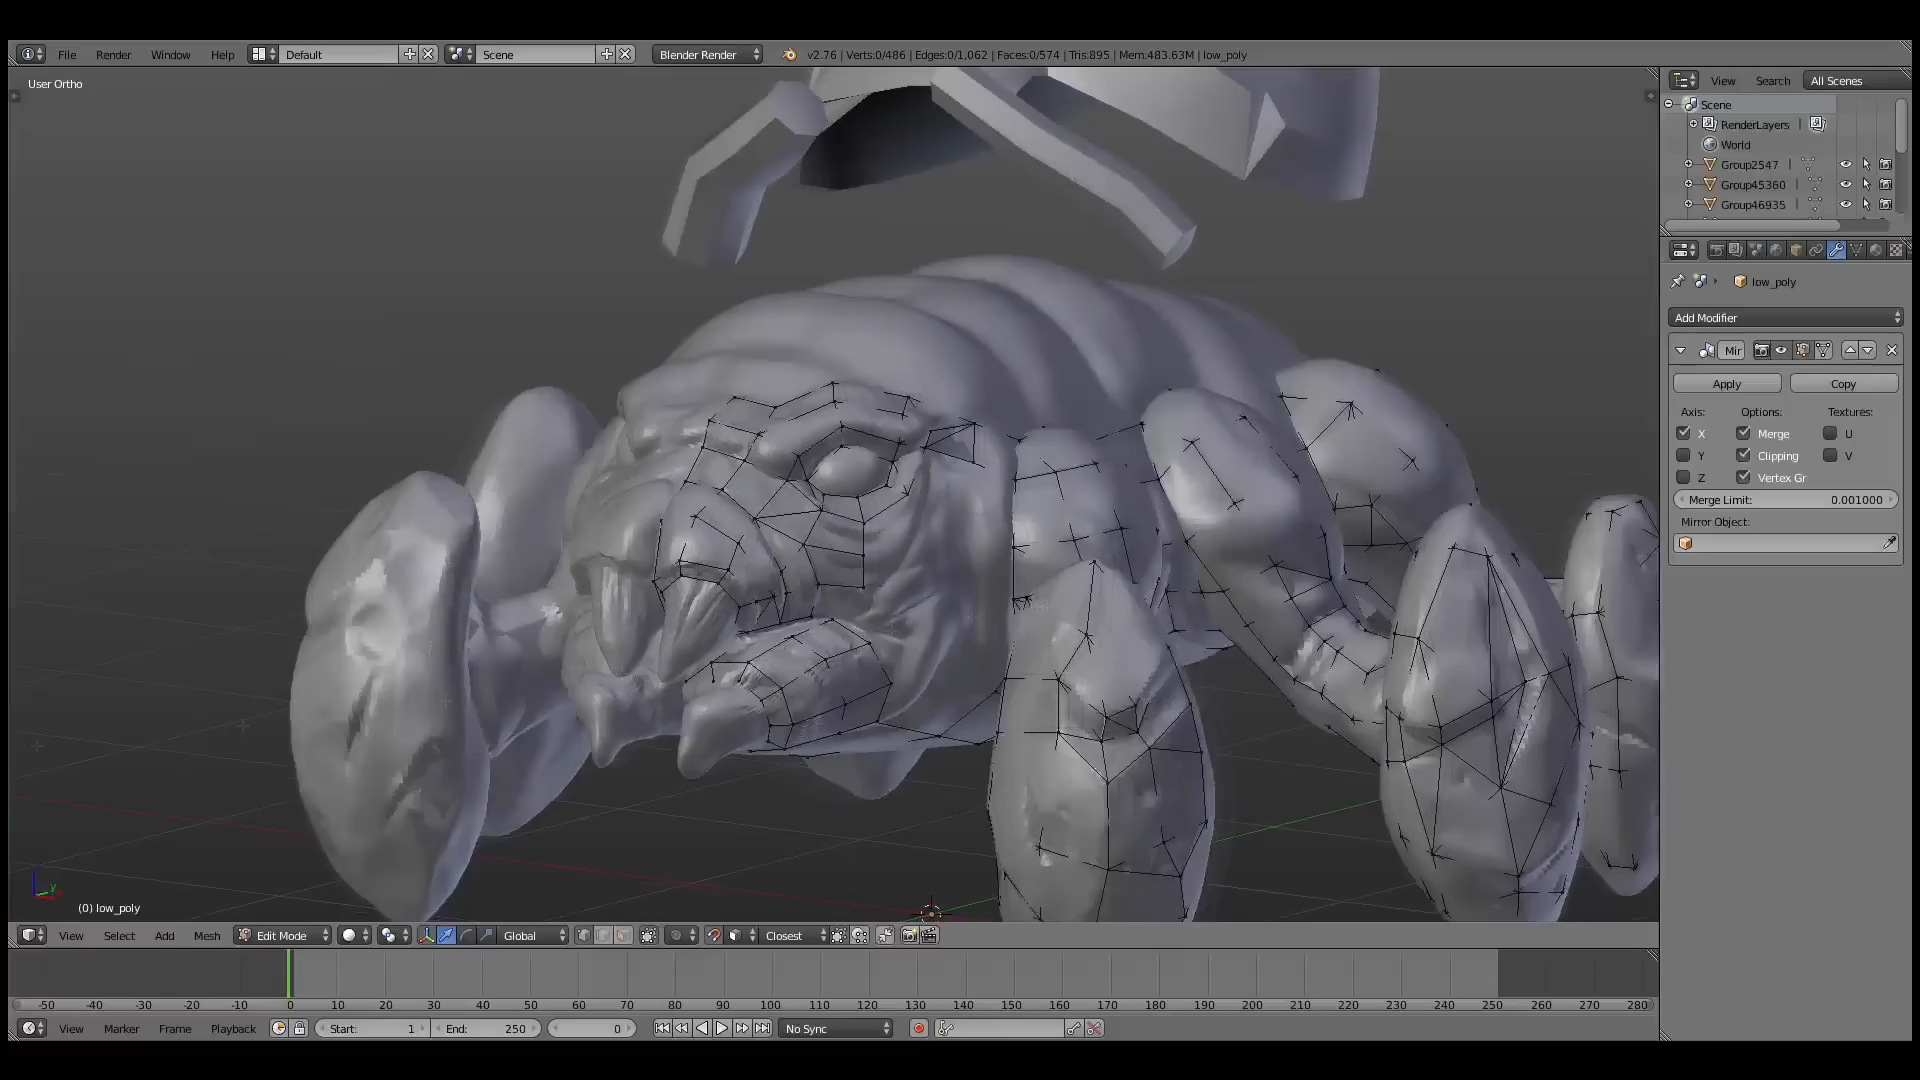 File Render Window Help Default Scene Blender Render v2.76 | Verts:0/486 | Edges:0/1,062 | Faces:0/574 | Tris:895 | Mem:483.63M | low_poly
User Ortho
View Search All Scenes
Scene
RenderLayers
World
Group2547
Group45360
Group46935
low_poly
Add Modifier
Mir
Apply Copy
Axis: Options: Textures:
X Merge U
Y Clipping V
Z Vertex Gr
Merge Limit: 0.001000
Mirror Object:
y
(0) low_poly
View Select Add Mesh Edit Mode Global Closest
-50 -40 -30 -20 -10 0 10 20 30 40 50 60 70 80 90 100 110 120 130 140 150 160 170 180 190 200 210 220 230 240 250 260 270 280
View Marker Frame Playback Start: 1 End: 250 0 No Sync